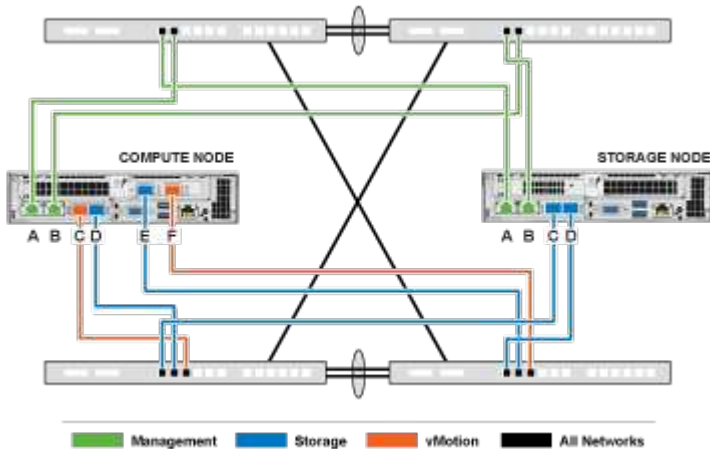 COMPUTE NODE
STORAGE NODE
A B C D E F
A B C D
Management Storage vMotion All Networks